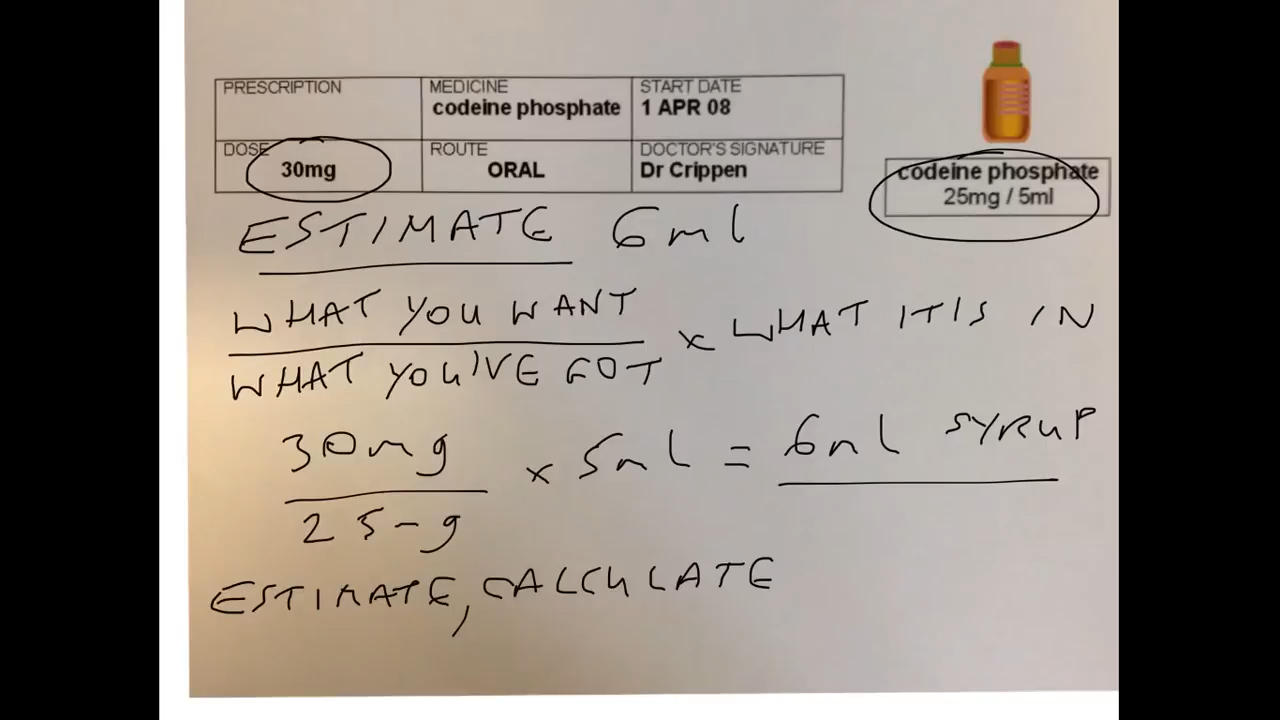 PRESCRIPTION MEDICINE START DATE
codeine phosphate 1 APR 08
DOSE ROUTE DOCTOR'S SIGNATURE
30mg ORAL Dr Crippen
codeine phosphate
25mg / 5ml
ESTIMATE 6ml
WHAT YOU WANT
x WHAT IT IS IN
WHAT YOU'VE GOT
30mg
x 5ml = 6ml SYRUP
25mg
ESTIMATE, CALCULATE